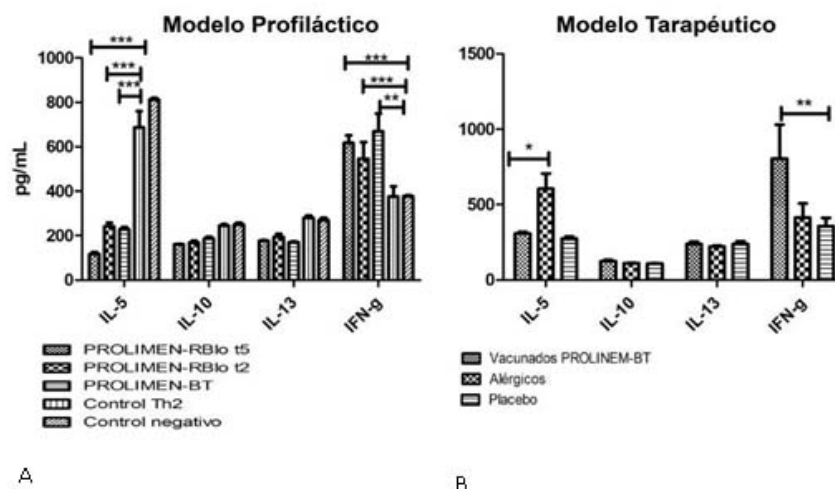 Modelo Profiláctico
pg/mL
1000
800
600
400
200
0
***
***
***
***
***
**
IL-5
IL-10
IL-13
IFN-g
PROLIMEN-RBlo t5
PROLIMEN-RBlo t2
PROLIMEN-BT
Control Th2
Control negativo
A
Modelo Tarapéutico
1500
1000
500
0
*
**
IL-5
IL-10
IL-13
IFN-g
Vacunados PROLINEM-BT
Alérgicos
Placebo
B